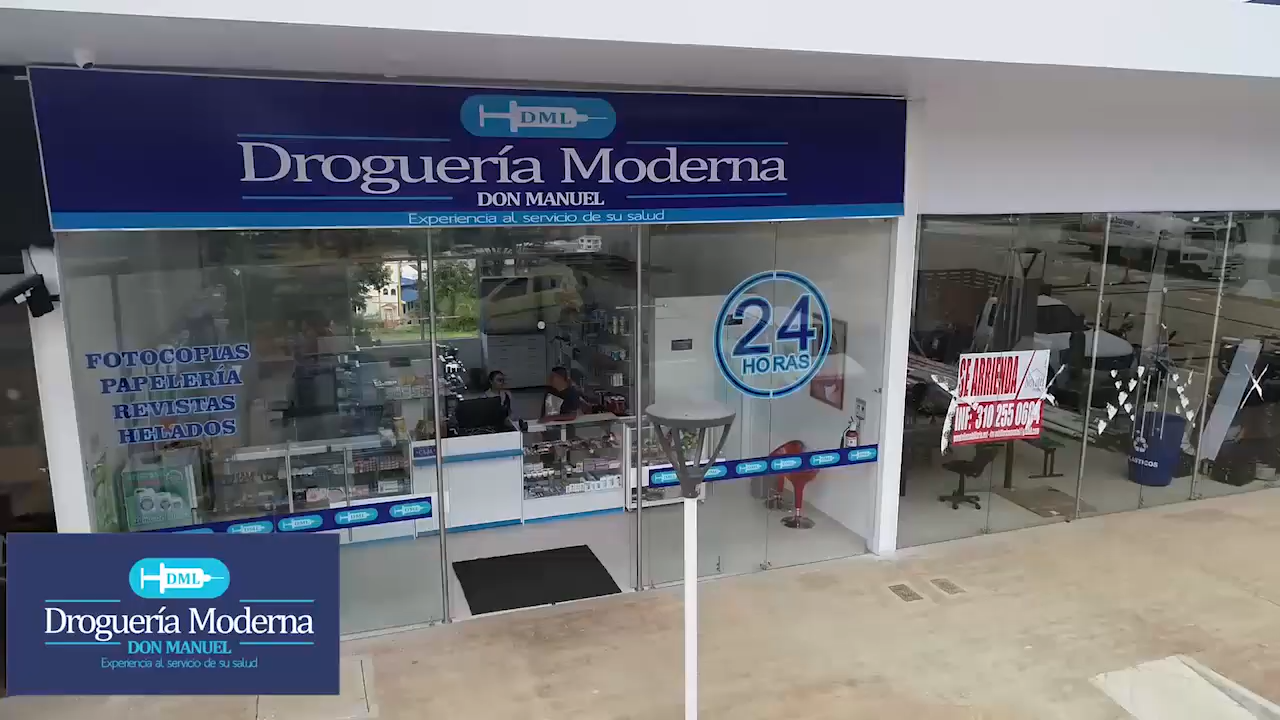 DML
Droguería Moderna
DON MANUEL
Experiencia al servicio de su salud
24
HORAS
FOTOCOPIAS
PAPELERÍA
REVISTAS
HELADOS
SE ARRIENDA
INF: 310 255 0604
PLÁSTICOS
DML
Droguería Moderna
DON MANUEL
Experiencia al servicio de su salud